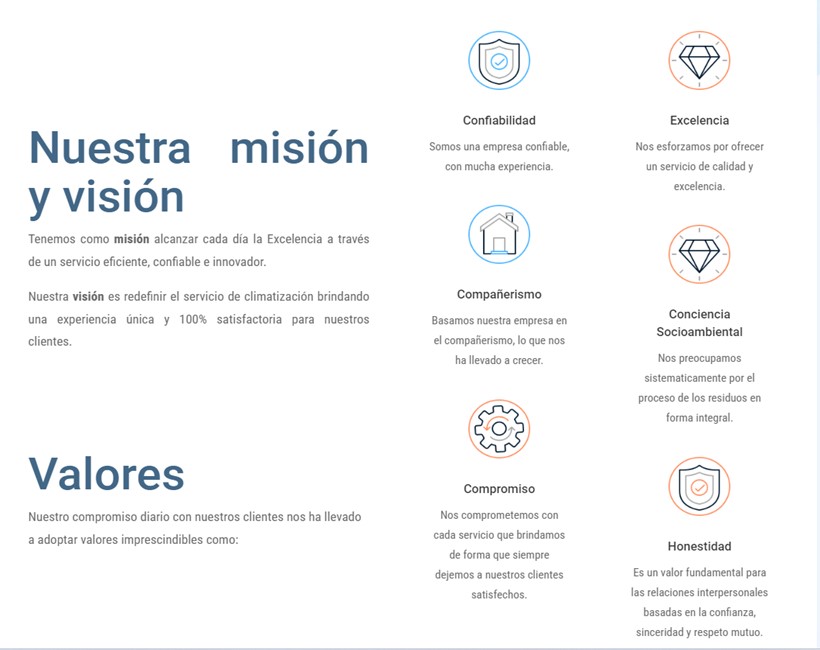 Nuestra misión
y visión
Tenemos como misión alcanzar cada día la Excelencia a través
de un servicio eficiente, confiable e innovador.
Nuestra visión es redefinir el servicio de climatización brindando
una experiencia única y 100% satisfactoria para nuestros
clientes.
Valores
Nuestro compromiso diario con nuestros clientes nos ha llevado
a adoptar valores imprescindibles como:
Confiabilidad
Somos una empresa confiable,
con mucha experiencia.
Compañerismo
Basamos nuestra empresa en
el compañerismo, lo que nos
ha llevado a crecer.
Compromiso
Nos comprometemos con
cada servicio que brindamos
de forma que siempre
dejemos a nuestros clientes
satisfechos.
Excelencia
Nos esforzamos por ofrecer
un servicio de calidad y
excelencia.
Conciencia
Socioambiental
Nos preocupamos
sistematicamente por el
proceso de los residuos en
forma integral.
Honestidad
Es un valor fundamental para
las relaciones interpersonales
basadas en la confianza,
sinceridad y respeto mutuo.